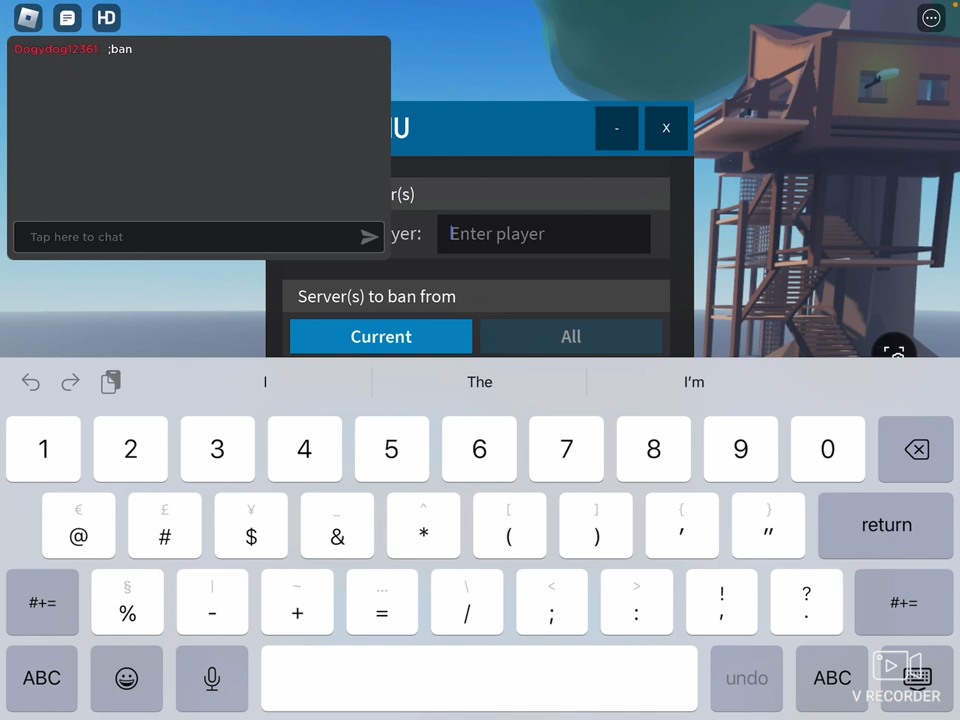 HD
Dogydog12361 ;ban
U
- X
r(s)
Tap here to chat
yer: Enter player
Server(s) to ban from
Current All
I The I'm
1 2 3 4 5 6 7 8 9 0
€ £ ¥ _ ^ [ ] { }
@ # $ & * ( ) ' " return
§ | ~ … \ < > ! ?
#+= % - + = / ; : , . #+=
ABC undo ABC
V RECORDER